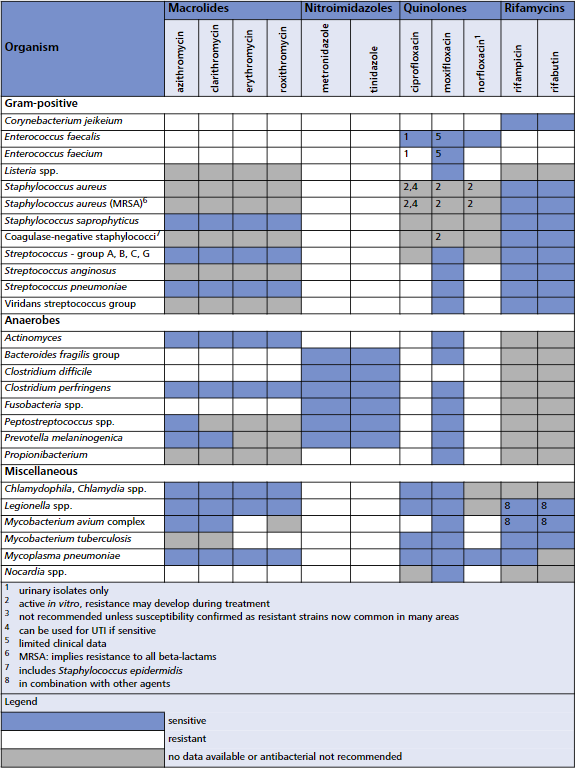 Organism Macrolides Nitroimidazoles Quinolones Rifamycins
azithromycin clarithromycin erythromycin roxithromycin metronidazole tinidazole ciprofloxacin moxifloxacin norfloxacin¹ rifampicin rifabutin
Gram-positive
Corynebacterium jeikeium
Enterococcus faecalis 1 5
Enterococcus faecium 1 5
Listeria spp.
Staphylococcus aureus 2,4 2 2
Staphylococcus aureus (MRSA)⁶ 2,4 2 2
Staphylococcus saprophyticus
Coagulase-negative staphylococci⁷ 2
Streptococcus - group A, B, C, G
Streptococcus anginosus
Streptococcus pneumoniae
Viridans streptococcus group
Anaerobes
Actinomyces
Bacteroides fragilis group
Clostridium difficile
Clostridium perfringens
Fusobacteria spp.
Peptostreptococcus spp.
Prevotella melaninogenica
Propionibacterium
Miscellaneous
Chlamydophila, Chlamydia spp.
Legionella spp. 8 8
Mycobacterium avium complex 8 8
Mycobacterium tuberculosis
Mycoplasma pneumoniae
Nocardia spp.
1 urinary isolates only
2 active in vitro, resistance may develop during treatment
3 not recommended unless susceptibility confirmed as resistant strains now common in many areas
4 can be used for UTI if sensitive
5 limited clinical data
6 MRSA: implies resistance to all beta-lactams
7 includes Staphylococcus epidermidis
8 in combination with other agents
Legend
sensitive
resistant
no data available or antibacterial not recommended